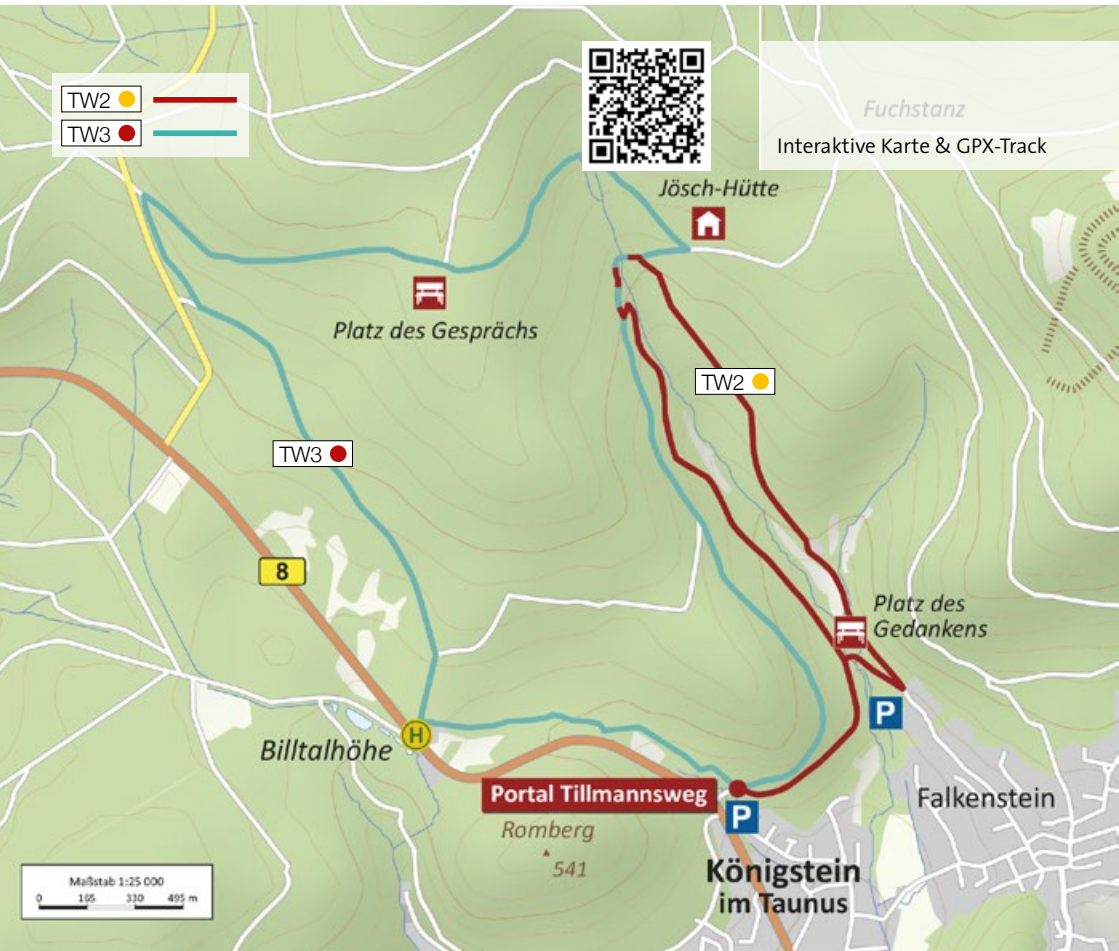 TW2
TW3
Fuchstanz
Interaktive Karte & GPX-Track
Jösch-Hütte
Platz des Gesprächs
TW2
TW3
8
Platz des
Gedankens
P
H
Billtalhöhe
Portal Tillmannsweg
P
Falkenstein
Romberg
541
Königstein
im Taunus
Maßstab 1:25 000
0 165 330 495 m